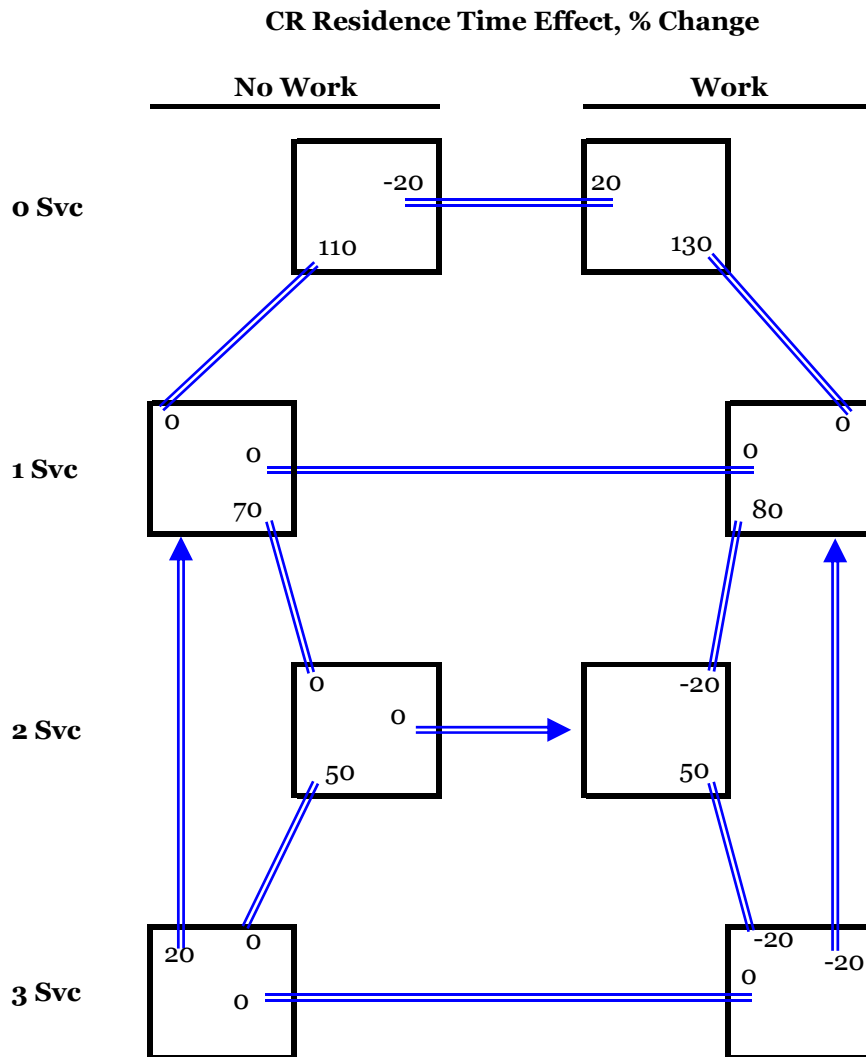 CR Residence Time Effect, % Change
No Work Work
0 Svc
-20 20
110 130
1 Svc
0 0
0 0
70 80
2 Svc
0 -20
0
50 50
3 Svc
20 0 -20 -20
0 0